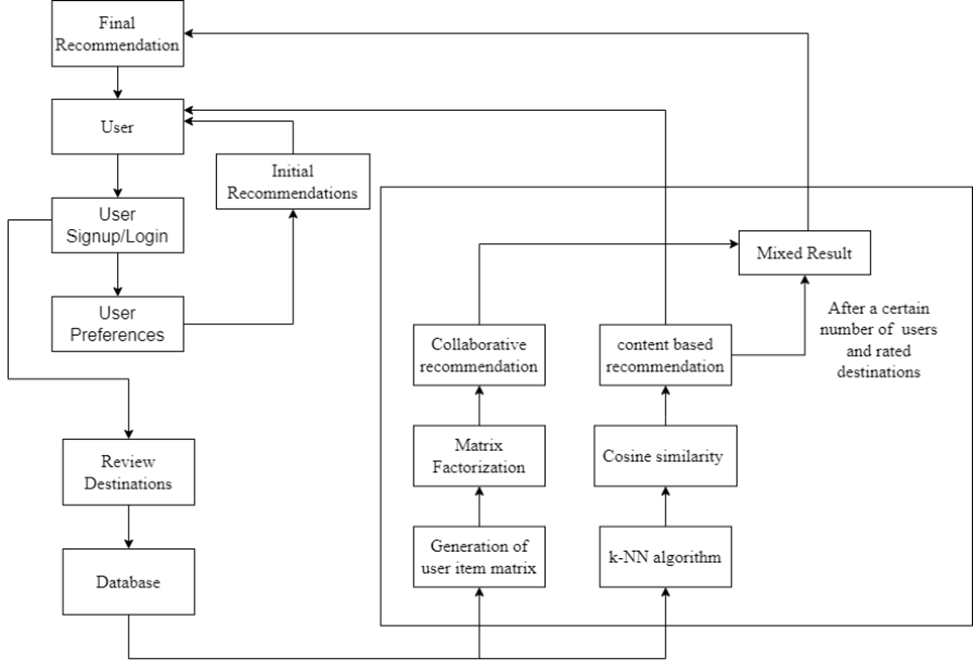 Final
Recommendation
User
Initial
Recommendations
User
Signup/Login
Mixed Result
User
Preferences
After a certain
number of users
and rated
destinations
Collaborative
recommendation
content based
recommendation
Matrix
Factorization
Cosine similarity
Review
Destinations
Generation of
user item matrix
k-NN algorithm
Database